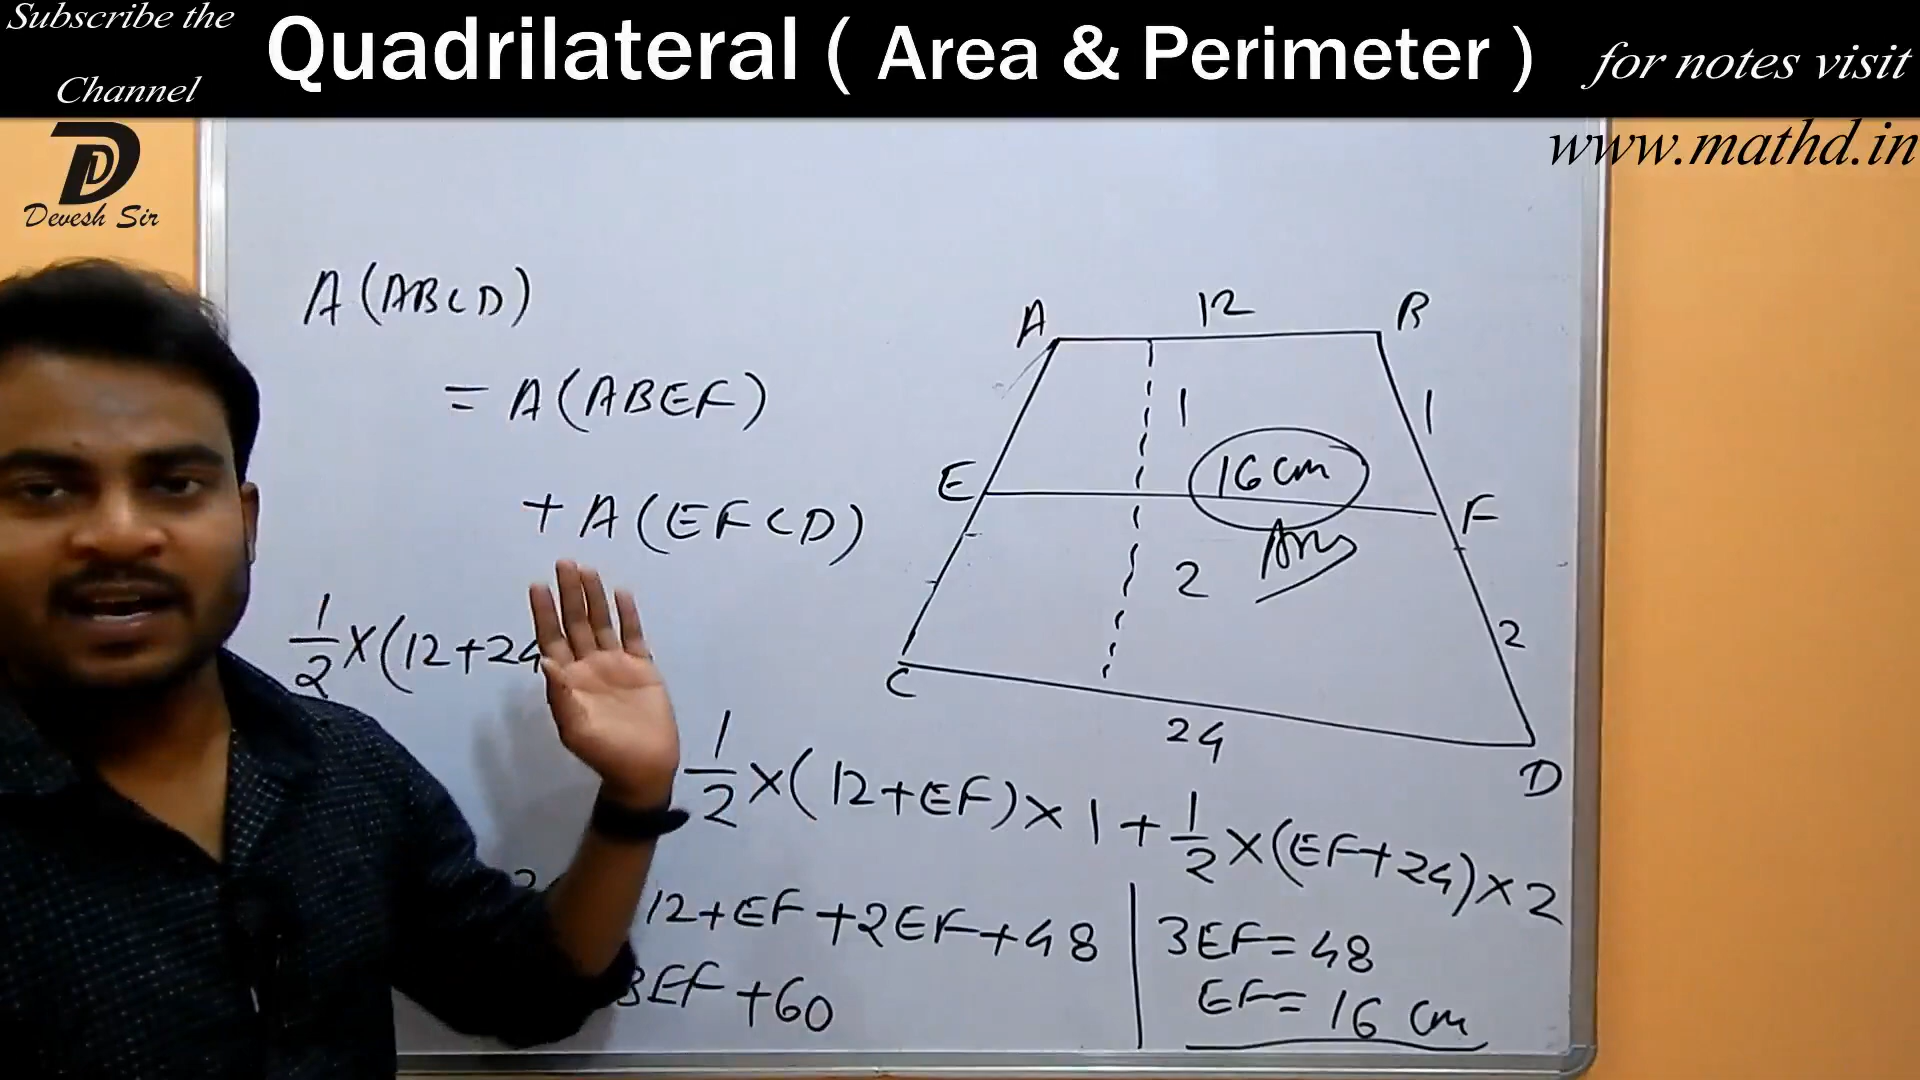 Subscribe the
Channel
Quadrilateral ( Area & Perimeter )
for notes visit
www.mathd.in
D
Devesh Sir
A(ABCD)
= A(ABEF)
+ A(EFCD)
1/2 × (12+24
1/2 × (12+EF) × 1 + 1/2 × (EF+24) × 2
12+EF+2EF+48
3EF+60
3EF=48
EF= 16 cm
A 12 B
1 1
E 16 cm F
Ans
2 2
C 24 D